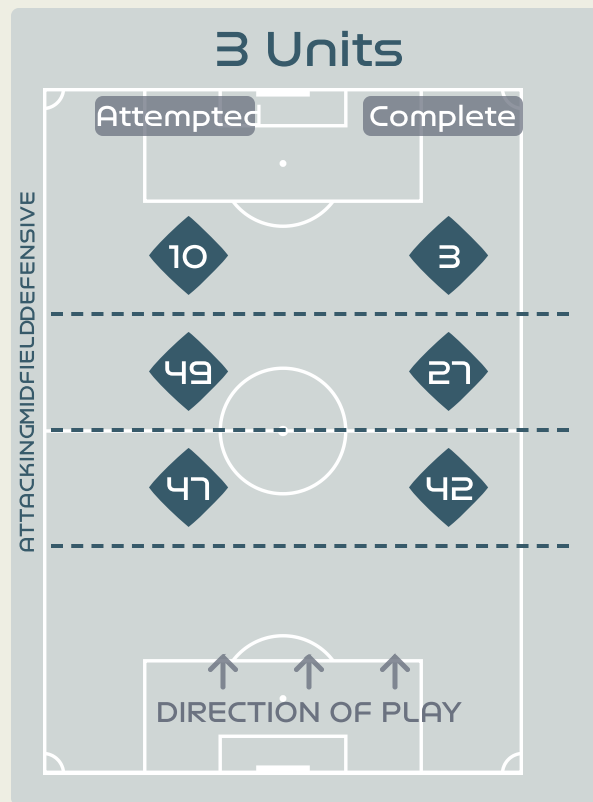 3 Units
Attempted Complete
10 3
49 27
47 42
ATTACKINGMIDFIELDDEFENSIVE
DIRECTION OF PLAY